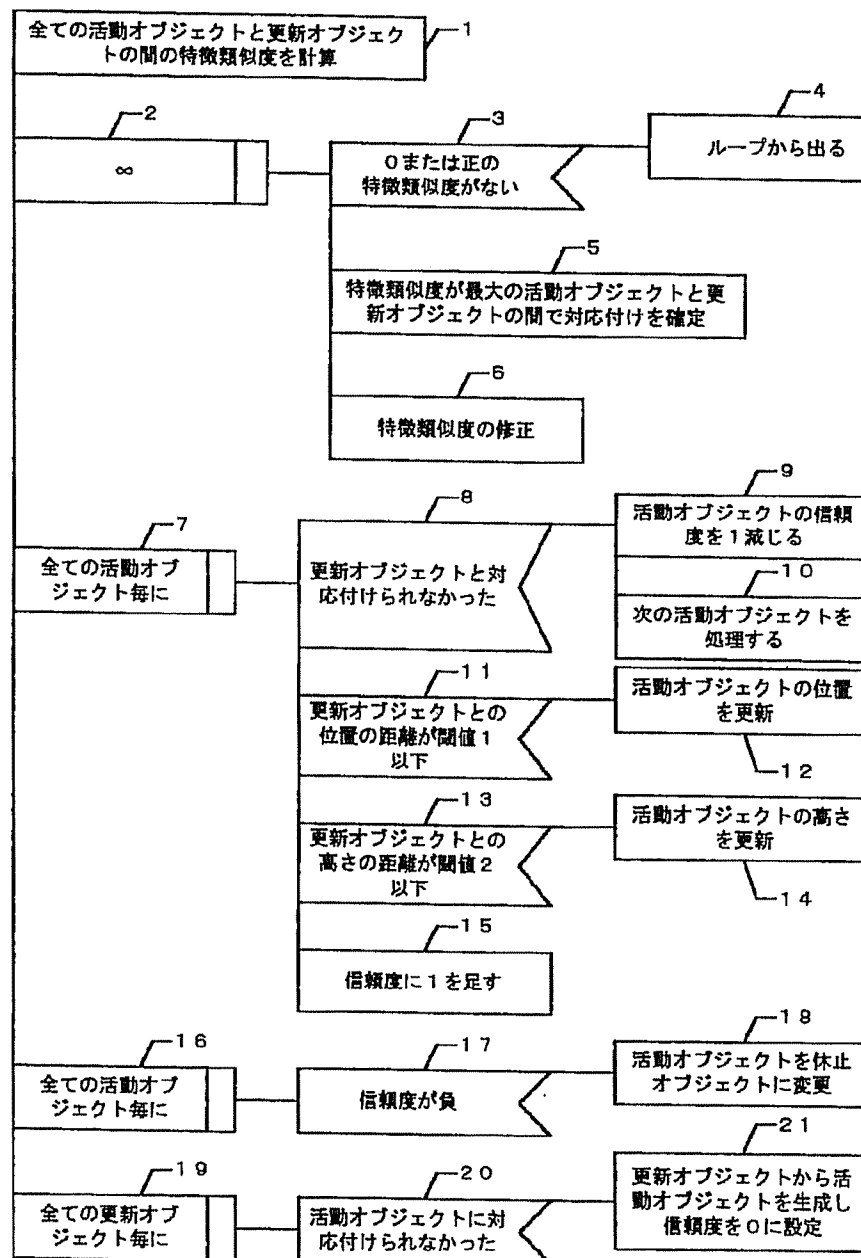 全ての活動オブジェクトと更新オブジェク
トの間の特徴類似度を計算
1
2
∞
3
0または正の
特徴類似度がない
4
ループから出る
5
特徴類似度が最大の活動オブジェクトと更
新オブジェクトの間で対応付けを確定
6
特徴類似度の修正
7
全ての活動オブ
ジェクト毎に
8
更新オブジェクトと対
応付けられなかった
9
活動オブジェクトの信頼
度を1減じる
10
次の活動オブジェクトを
処理する
11
更新オブジェクトとの
位置の距離が閾値1
以下
活動オブジェクトの位置
を更新
12
13
更新オブジェクトとの
高さの距離が閾値2
以下
活動オブジェクトの高さ
を更新
14
15
信頼度に1を足す
16
全ての活動オブ
ジェクト毎に
17
信頼度が負
18
活動オブジェクトを休止
オブジェクトに変更
19
全ての更新オブ
ジェクト毎に
20
活動オブジェクトに対
応付けられなかった
21
更新オブジェクトから活
動オブジェクトを生成し
信頼度を0に設定